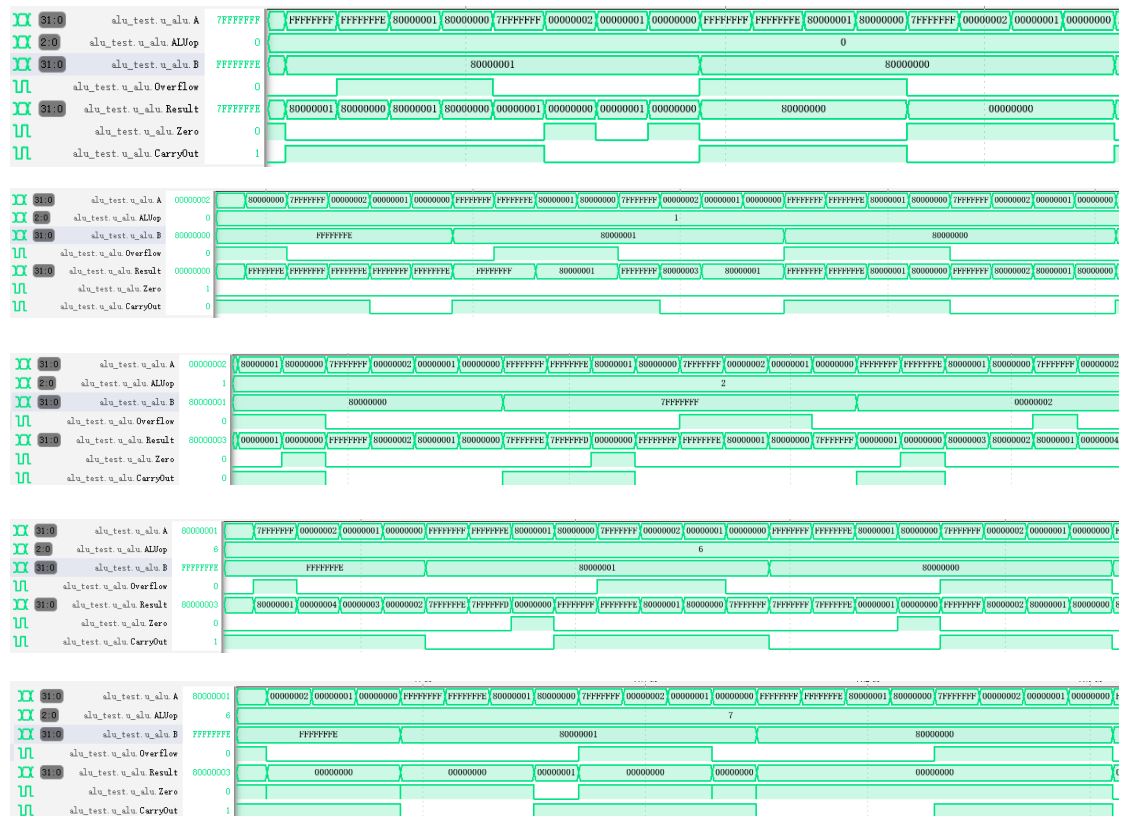 31:0 alu_test.u_alu.A 7FFFFFFF FFFFFFFF FFFFFFFE 80000001 80000000 7FFFFFFF 00000002 00000001 00000000 FFFFFFFF FFFFFFFE 80000001 80000000 7FFFFFFF 00000002 00000001 00000000
2:0 alu_test.u_alu.ALUop 0 0
31:0 alu_test.u_alu.B FFFFFFFE 80000001 80000000
alu_test.u_alu.Overflow 0
31:0 alu_test.u_alu.Result 7FFFFFFE 80000001 80000000 80000001 80000000 00000001 00000000 00000001 00000000 80000000 00000000
alu_test.u_alu.Zero 0
alu_test.u_alu.CarryOut 1
31:0 alu_test.u_alu.A 00000002 80000000 7FFFFFFF 00000002 00000001 00000000 FFFFFFFF FFFFFFFE 80000001 80000000 7FFFFFFF 00000002 00000001 00000000 FFFFFFFF FFFFFFFE 80000001 80000000 7FFFFFFF 00000002 00000001 00000000
2:0 alu_test.u_alu.ALUop 0 1
31:0 alu_test.u_alu.B 80000000 FFFFFFFE 80000001 80000000
alu_test.u_alu.Overflow 0
31:0 alu_test.u_alu.Result 00000000 FFFFFFFE FFFFFFFF FFFFFFFE FFFFFFFF FFFFFFFE FFFFFFFF 80000001 FFFFFFFF 80000003 80000001 FFFFFFFF FFFFFFFE 80000001 80000000 FFFFFFFF 80000002 80000001 80000000
alu_test.u_alu.Zero 1
alu_test.u_alu.CarryOut 0
31:0 alu_test.u_alu.A 00000002 80000001 80000000 7FFFFFFF 00000002 00000001 00000000 FFFFFFFF FFFFFFFE 80000001 80000000 7FFFFFFF 00000002 00000001 00000000 FFFFFFFF FFFFFFFE 80000001 80000000 7FFFFFFF 00000002
2:0 alu_test.u_alu.ALUop 1 2
31:0 alu_test.u_alu.B 80000001 80000000 7FFFFFFF 00000002
alu_test.u_alu.Overflow 0
31:0 alu_test.u_alu.Result 80000003 00000001 00000000 FFFFFFFF 80000002 80000001 80000000 7FFFFFFE 7FFFFFFD 00000000 FFFFFFFF FFFFFFFE 80000001 80000000 7FFFFFFF 00000001 00000000 80000003 80000002 80000001 00000004
alu_test.u_alu.Zero 0
alu_test.u_alu.CarryOut 0
31:0 alu_test.u_alu.A 80000001 7FFFFFFF 00000002 00000001 00000000 FFFFFFFF FFFFFFFE 80000001 80000000 7FFFFFFF 00000002 00000001 00000000 FFFFFFFF FFFFFFFE 80000001 80000000 7FFFFFFF 00000002 00000001 00000000
2:0 alu_test.u_alu.ALUop 6 6
31:0 alu_test.u_alu.B FFFFFFFE FFFFFFFE 80000001 80000000
alu_test.u_alu.Overflow 0
31:0 alu_test.u_alu.Result 80000003 80000001 00000004 00000003 00000002 7FFFFFFE 7FFFFFFD 00000000 FFFFFFFF FFFFFFFE 80000001 80000000 7FFFFFFF 7FFFFFFF 7FFFFFFE 00000001 00000000 FFFFFFFF 80000002 80000001 80000000
alu_test.u_alu.Zero 0
alu_test.u_alu.CarryOut 1
31:0 alu_test.u_alu.A 80000001 00000002 00000001 00000000 FFFFFFFF FFFFFFFE 80000001 80000000 7FFFFFFF 00000002 00000001 00000000 FFFFFFFF FFFFFFFE 80000001 80000000 7FFFFFFF 00000002 00000001 00000000
2:0 alu_test.u_alu.ALUop 6 7
31:0 alu_test.u_alu.B FFFFFFFE FFFFFFFE 80000001 80000000
alu_test.u_alu.Overflow 0
31:0 alu_test.u_alu.Result 80000003 00000000 00000000 00000001 00000000 00000000 00000000
alu_test.u_alu.Zero 0
alu_test.u_alu.CarryOut 1